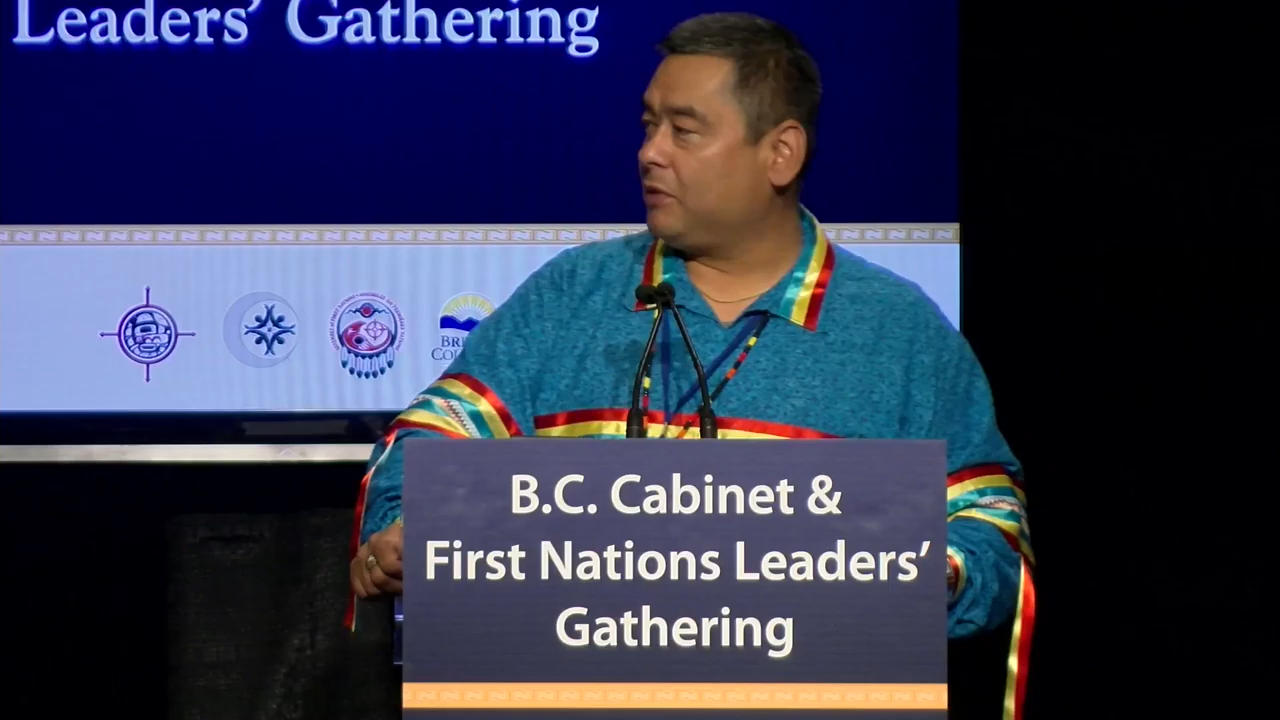 Leaders' Gathering
B.C. Cabinet &
First Nations Leaders'
Gathering